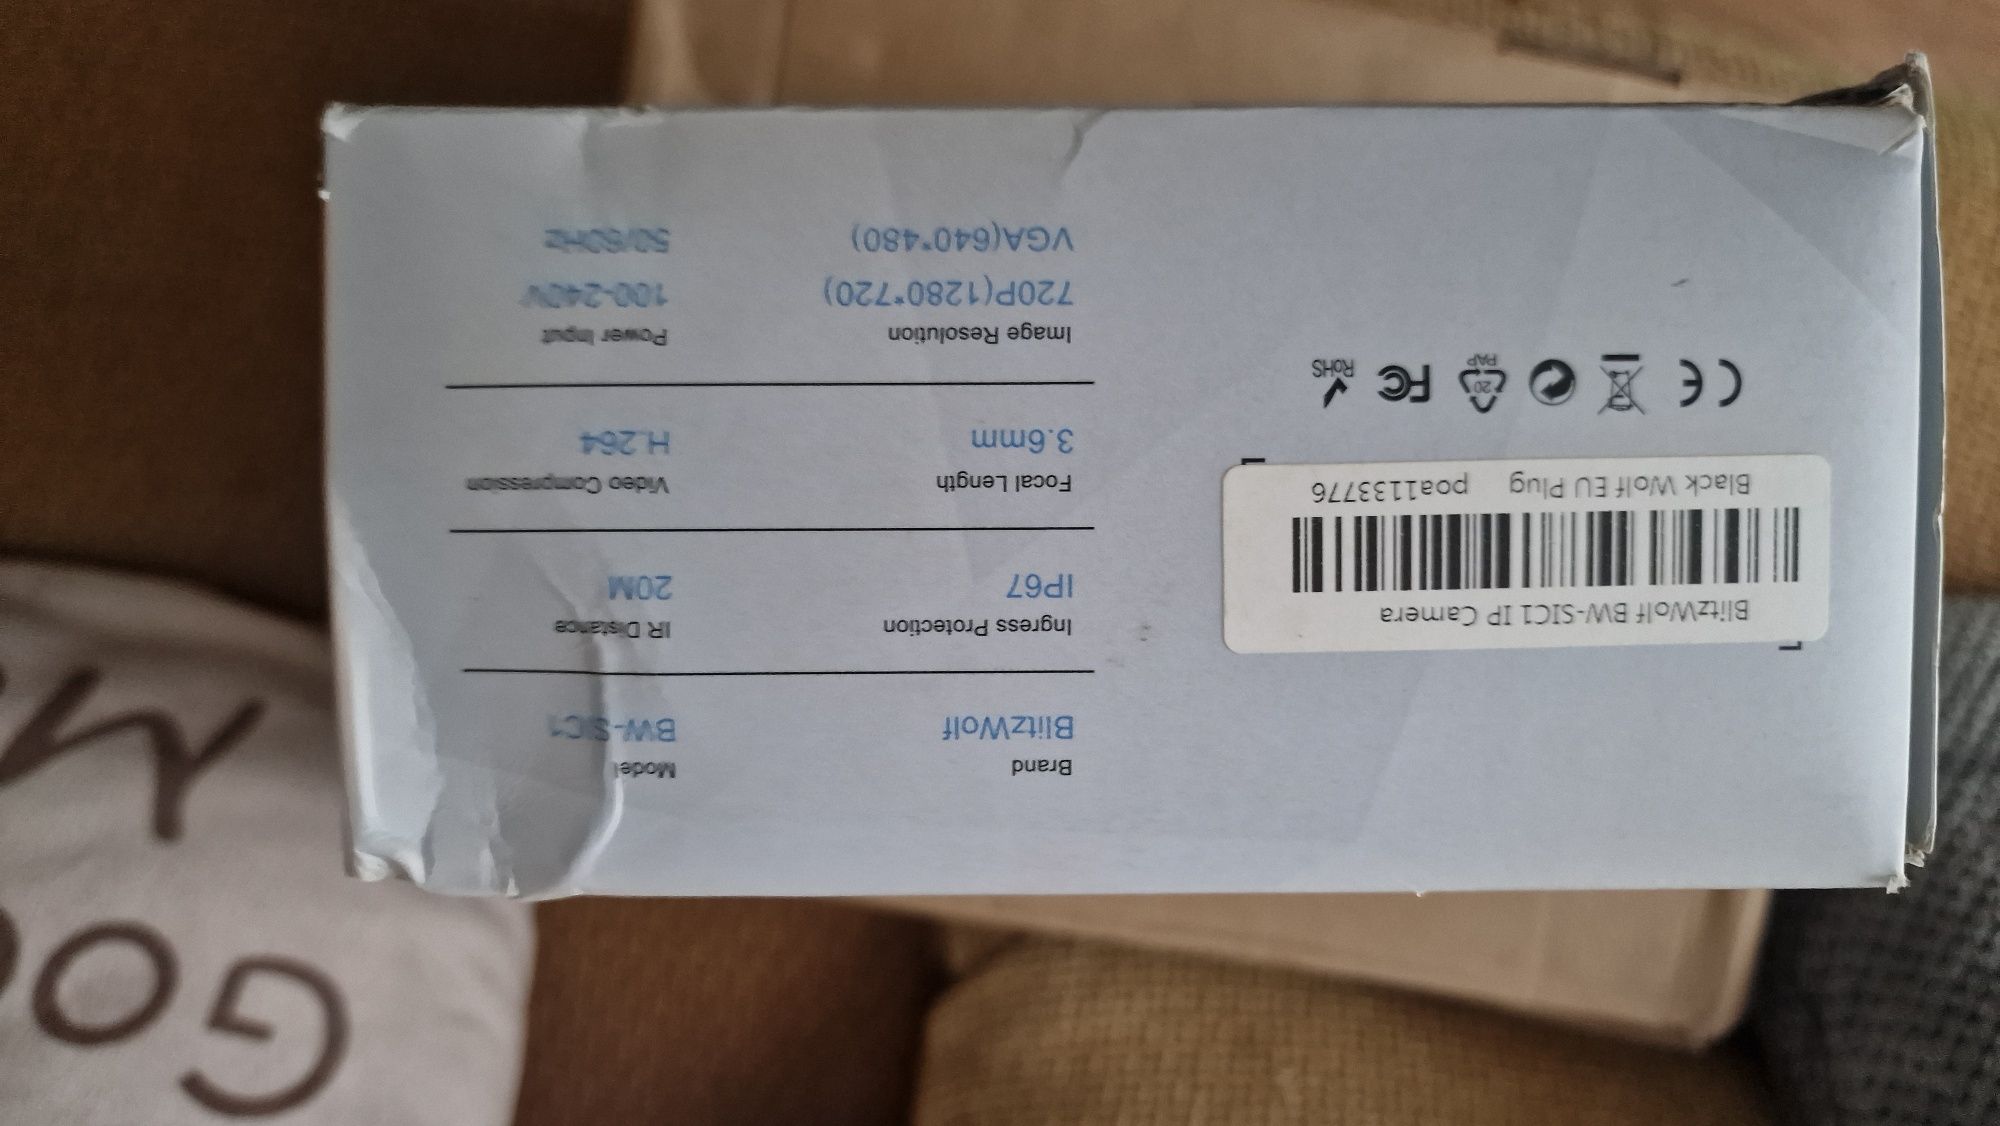 Brand
BlitzWolf
Model
BW-SIC1
Ingress Protection
IP67
IR Distance
20M
Focal Length
3.6mm
Video Compression
H.264
Image Resolution
720P(1280*720)
VGA(640*480)
Power Input
100-240V
50/60Hz
BlitzWolf BW-SIC1 IP Camera
Black Wolf EU Plug poa1133776
CE
20
PAP
FC
RoHS